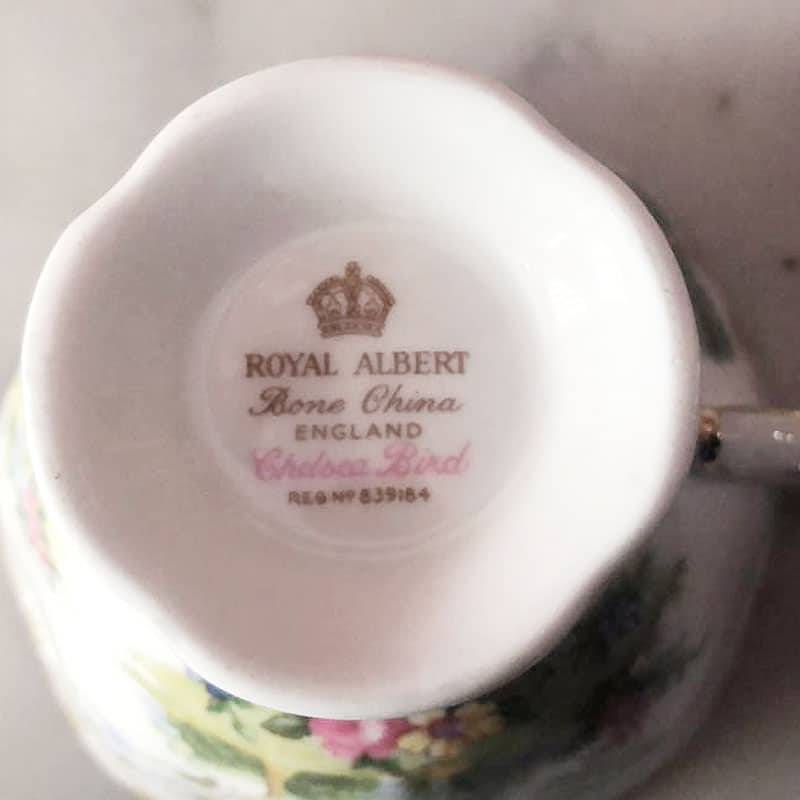 ROYAL ALBERT
Bone China
ENGLAND
Chelsea Bird
REG Nº 839184